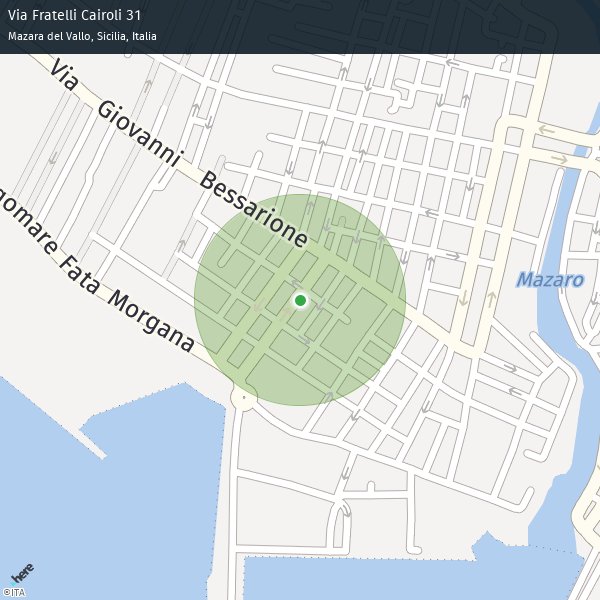 Via Fratelli Cairoli 31
Mazara del Vallo, Sicilia, Italia
Via Giovanni Bessarione
gomare Fata Morgana
Mazaro
here
©ITA